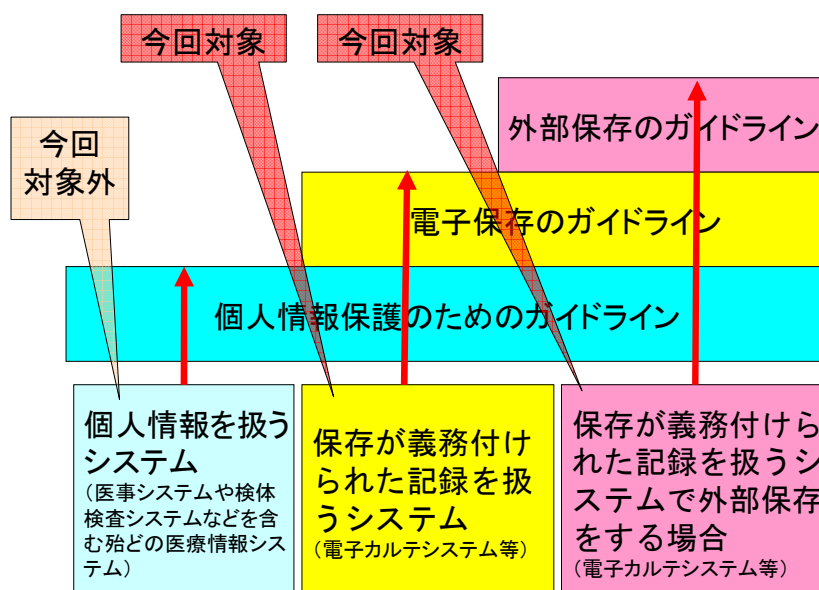 今回対象
今回対象
今回
対象外
外部保存のガイドライン
電子保存のガイドライン
個人情報保護のためのガイドライン
個人情報を扱う
システム
(医事システムや検体
検査システムなどを含
む殆どの医療情報シス
テム)
保存が義務付け
られた記録を扱
うシステム
(電子カルテシステム等)
保存が義務付けら
れた記録を扱うシ
ステムで外部保存
をする場合
(電子カルテシステム等)